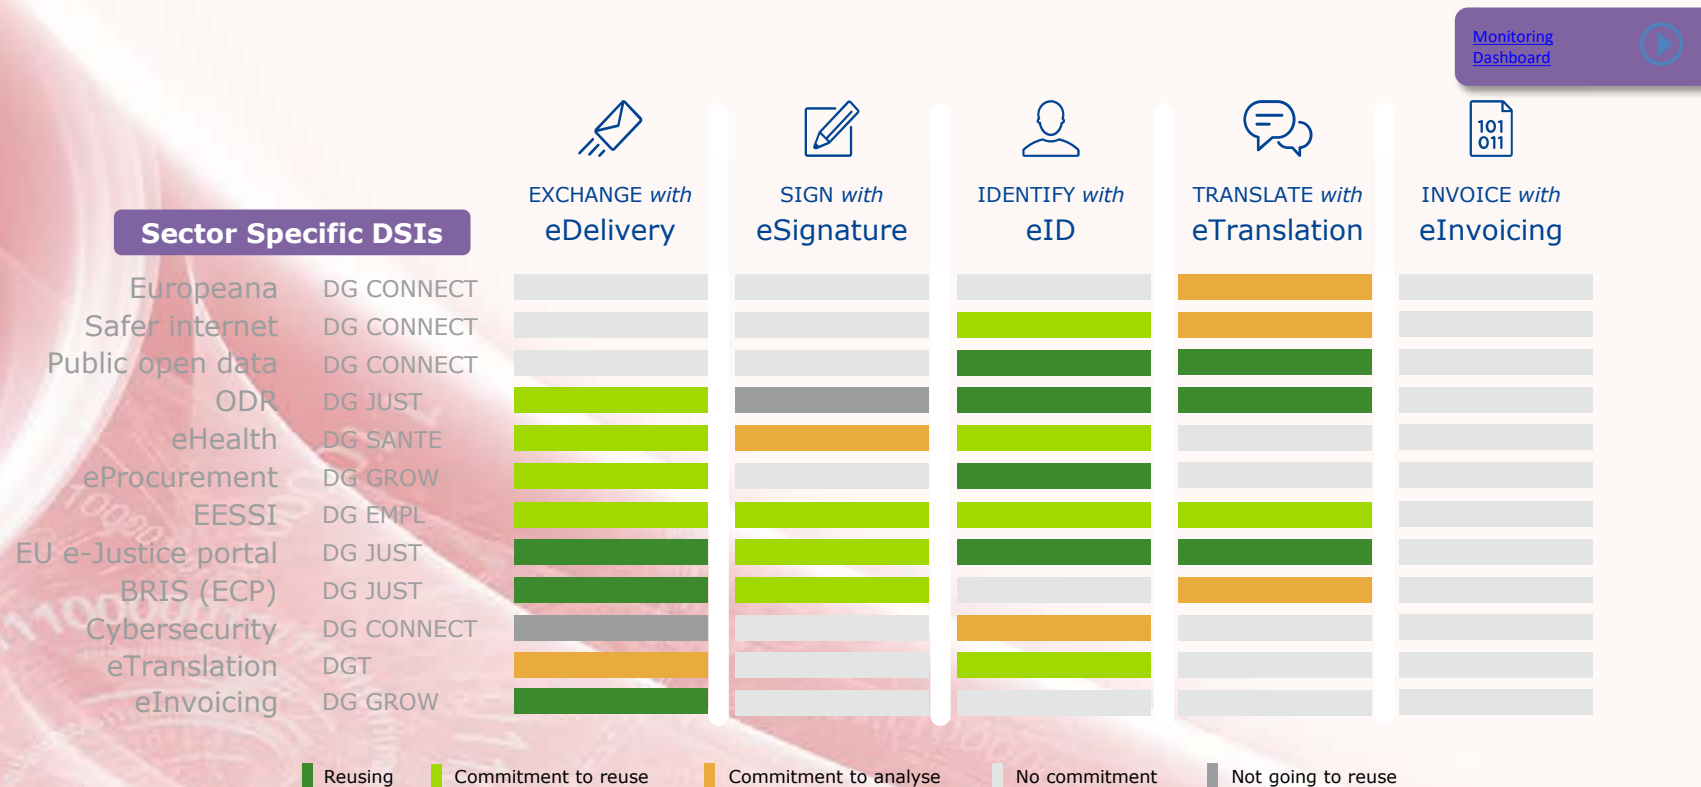 Monitoring
Dashboard
101
011
EXCHANGE with
eDelivery
SIGN with
eSignature
IDENTIFY with
eID
TRANSLATE with
eTranslation
INVOICE with
eInvoicing
Sector Specific DSIs
Europeana DG CONNECT
Safer internet DG CONNECT
Public open data DG CONNECT
ODR DG JUST
eHealth DG SANTE
eProcurement DG GROW
EESSI DG EMPL
EU e-Justice portal DG JUST
BRIS (ECP) DG JUST
Cybersecurity DG CONNECT
eTranslation DGT
eInvoicing DG GROW
Reusing Commitment to reuse Commitment to analyse No commitment Not going to reuse